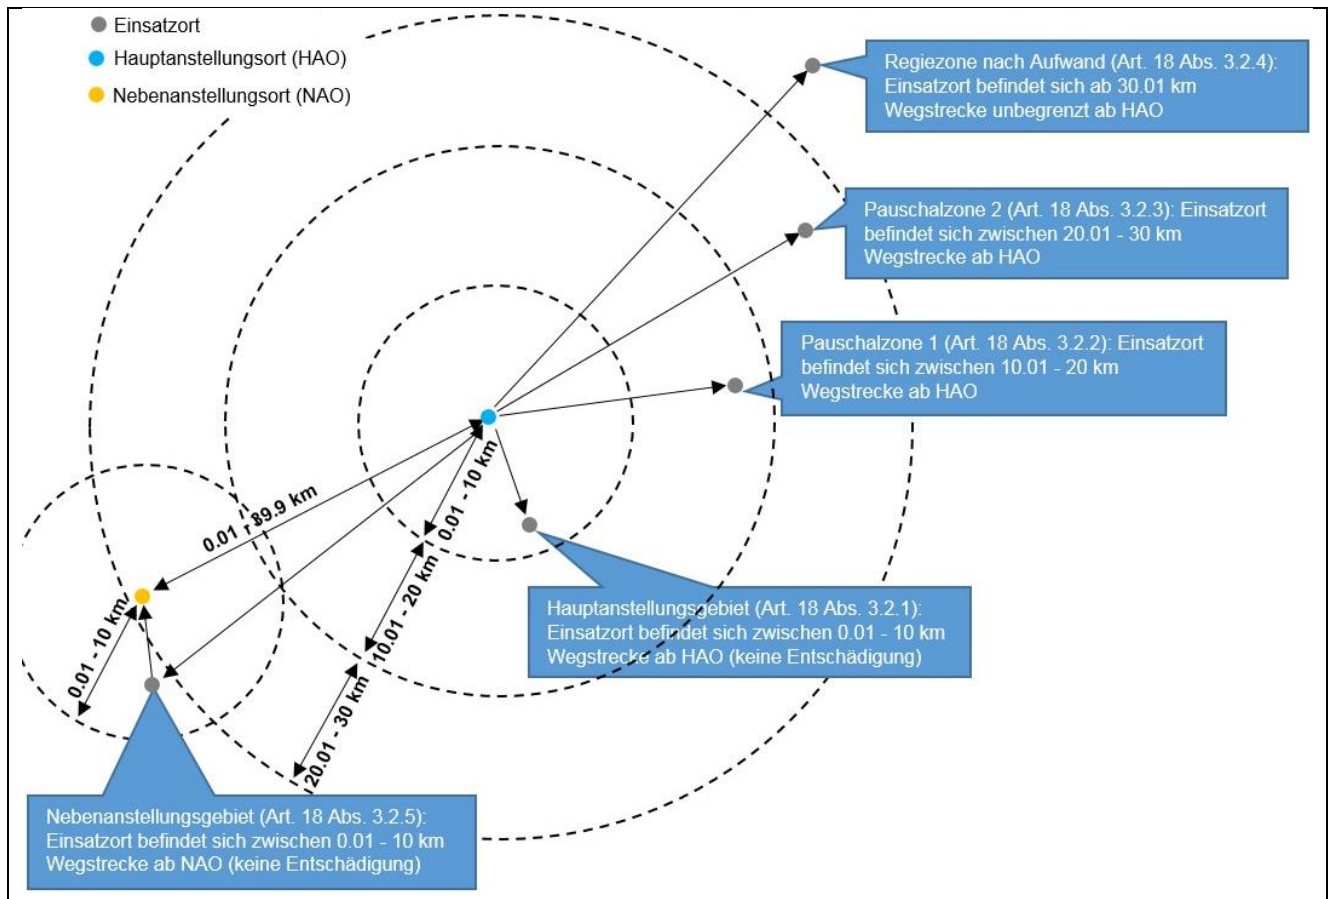 Einsatzort
Hauptanstellungsort (HAO)
Nebenanstellungsort (NAO)
Regiezone nach Aufwand (Art. 18 Abs. 3.2.4):
Einsatzort befindet sich ab 30.01 km
Wegstrecke unbegrenzt ab HAO
Pauschalzone 2 (Art. 18 Abs. 3.2.3): Einsatzort
befindet sich zwischen 20.01 - 30 km
Wegstrecke ab HAO
Pauschalzone 1 (Art. 18 Abs. 3.2.2): Einsatzort
befindet sich zwischen 10.01 - 20 km
Wegstrecke ab HAO
0.01 - 10 km
0.01 - 39.9 km
10.01 - 20 km
0.01 - 10 km
20.01 - 30 km
Hauptanstellungsgebiet (Art. 18 Abs. 3.2.1):
Einsatzort befindet sich zwischen 0.01 - 10 km
Wegstrecke ab HAO (keine Entschädigung)
Nebenanstellungsgebiet (Art. 18 Abs. 3.2.5):
Einsatzort befindet sich zwischen 0.01 - 10 km
Wegstrecke ab NAO (keine Entschädigung)